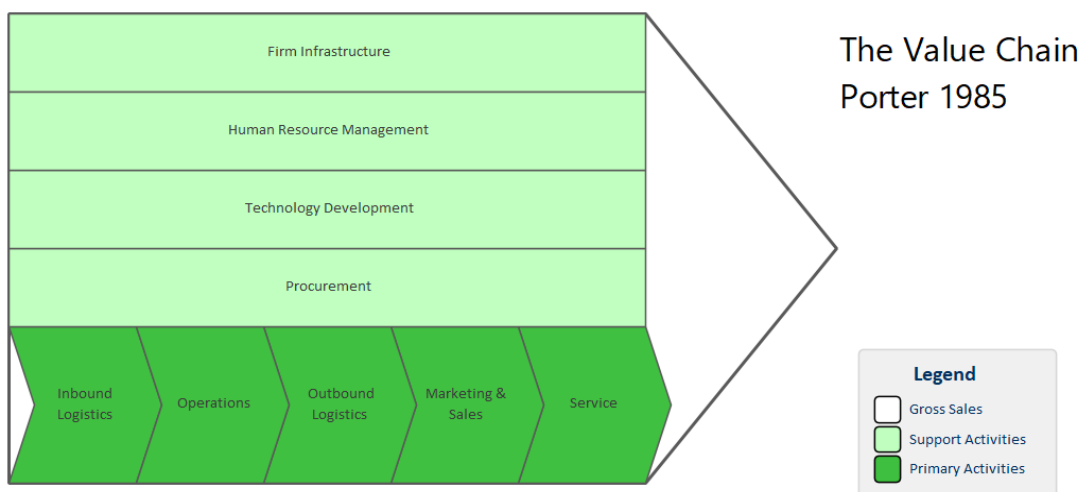 Firm Infrastructure
The Value Chain
Porter 1985
Human Resource Management
Technology Development
Procurement
Inbound
Logistics
Operations
Outbound
Logistics
Marketing &
Sales
Service
Legend
Gross Sales
Support Activities
Primary Activities